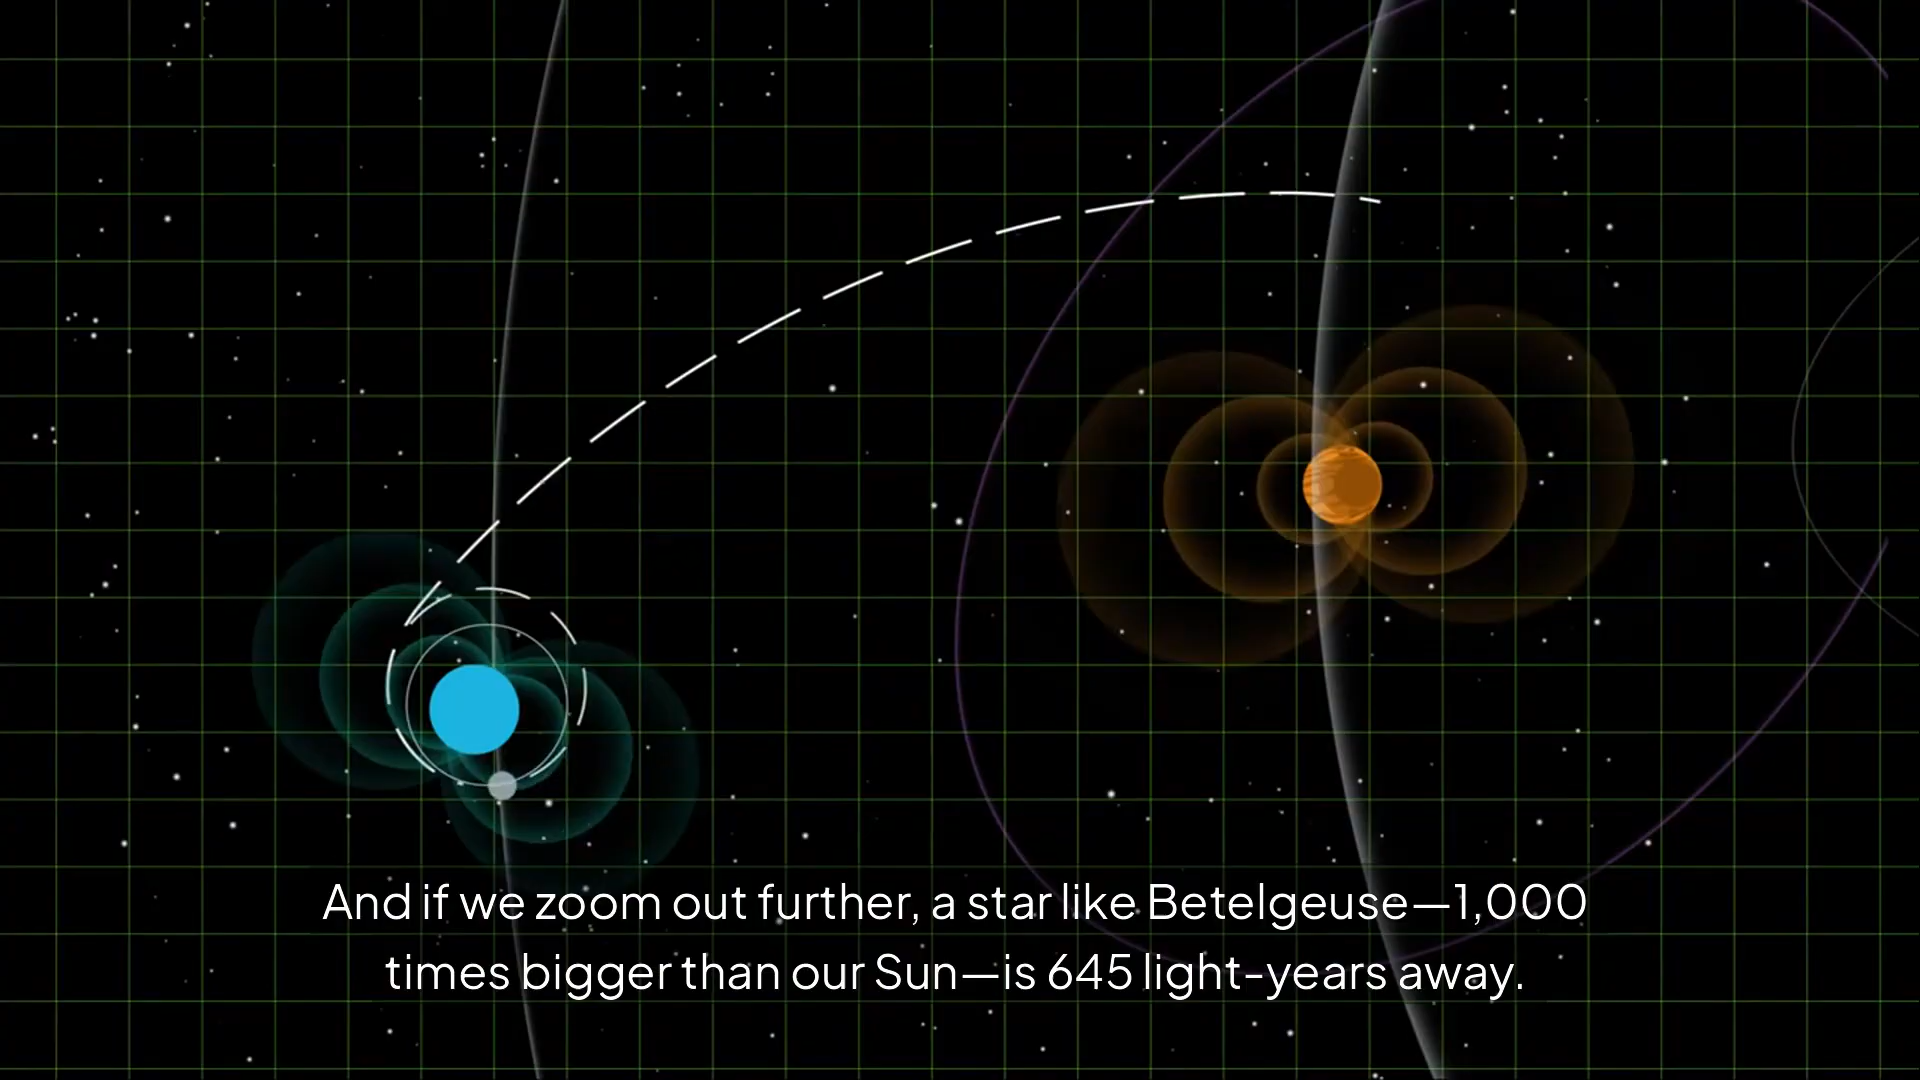 And if we zoom out further, a star like Betelgeuse—1,000
times bigger than our Sun—is 645 light-years away.